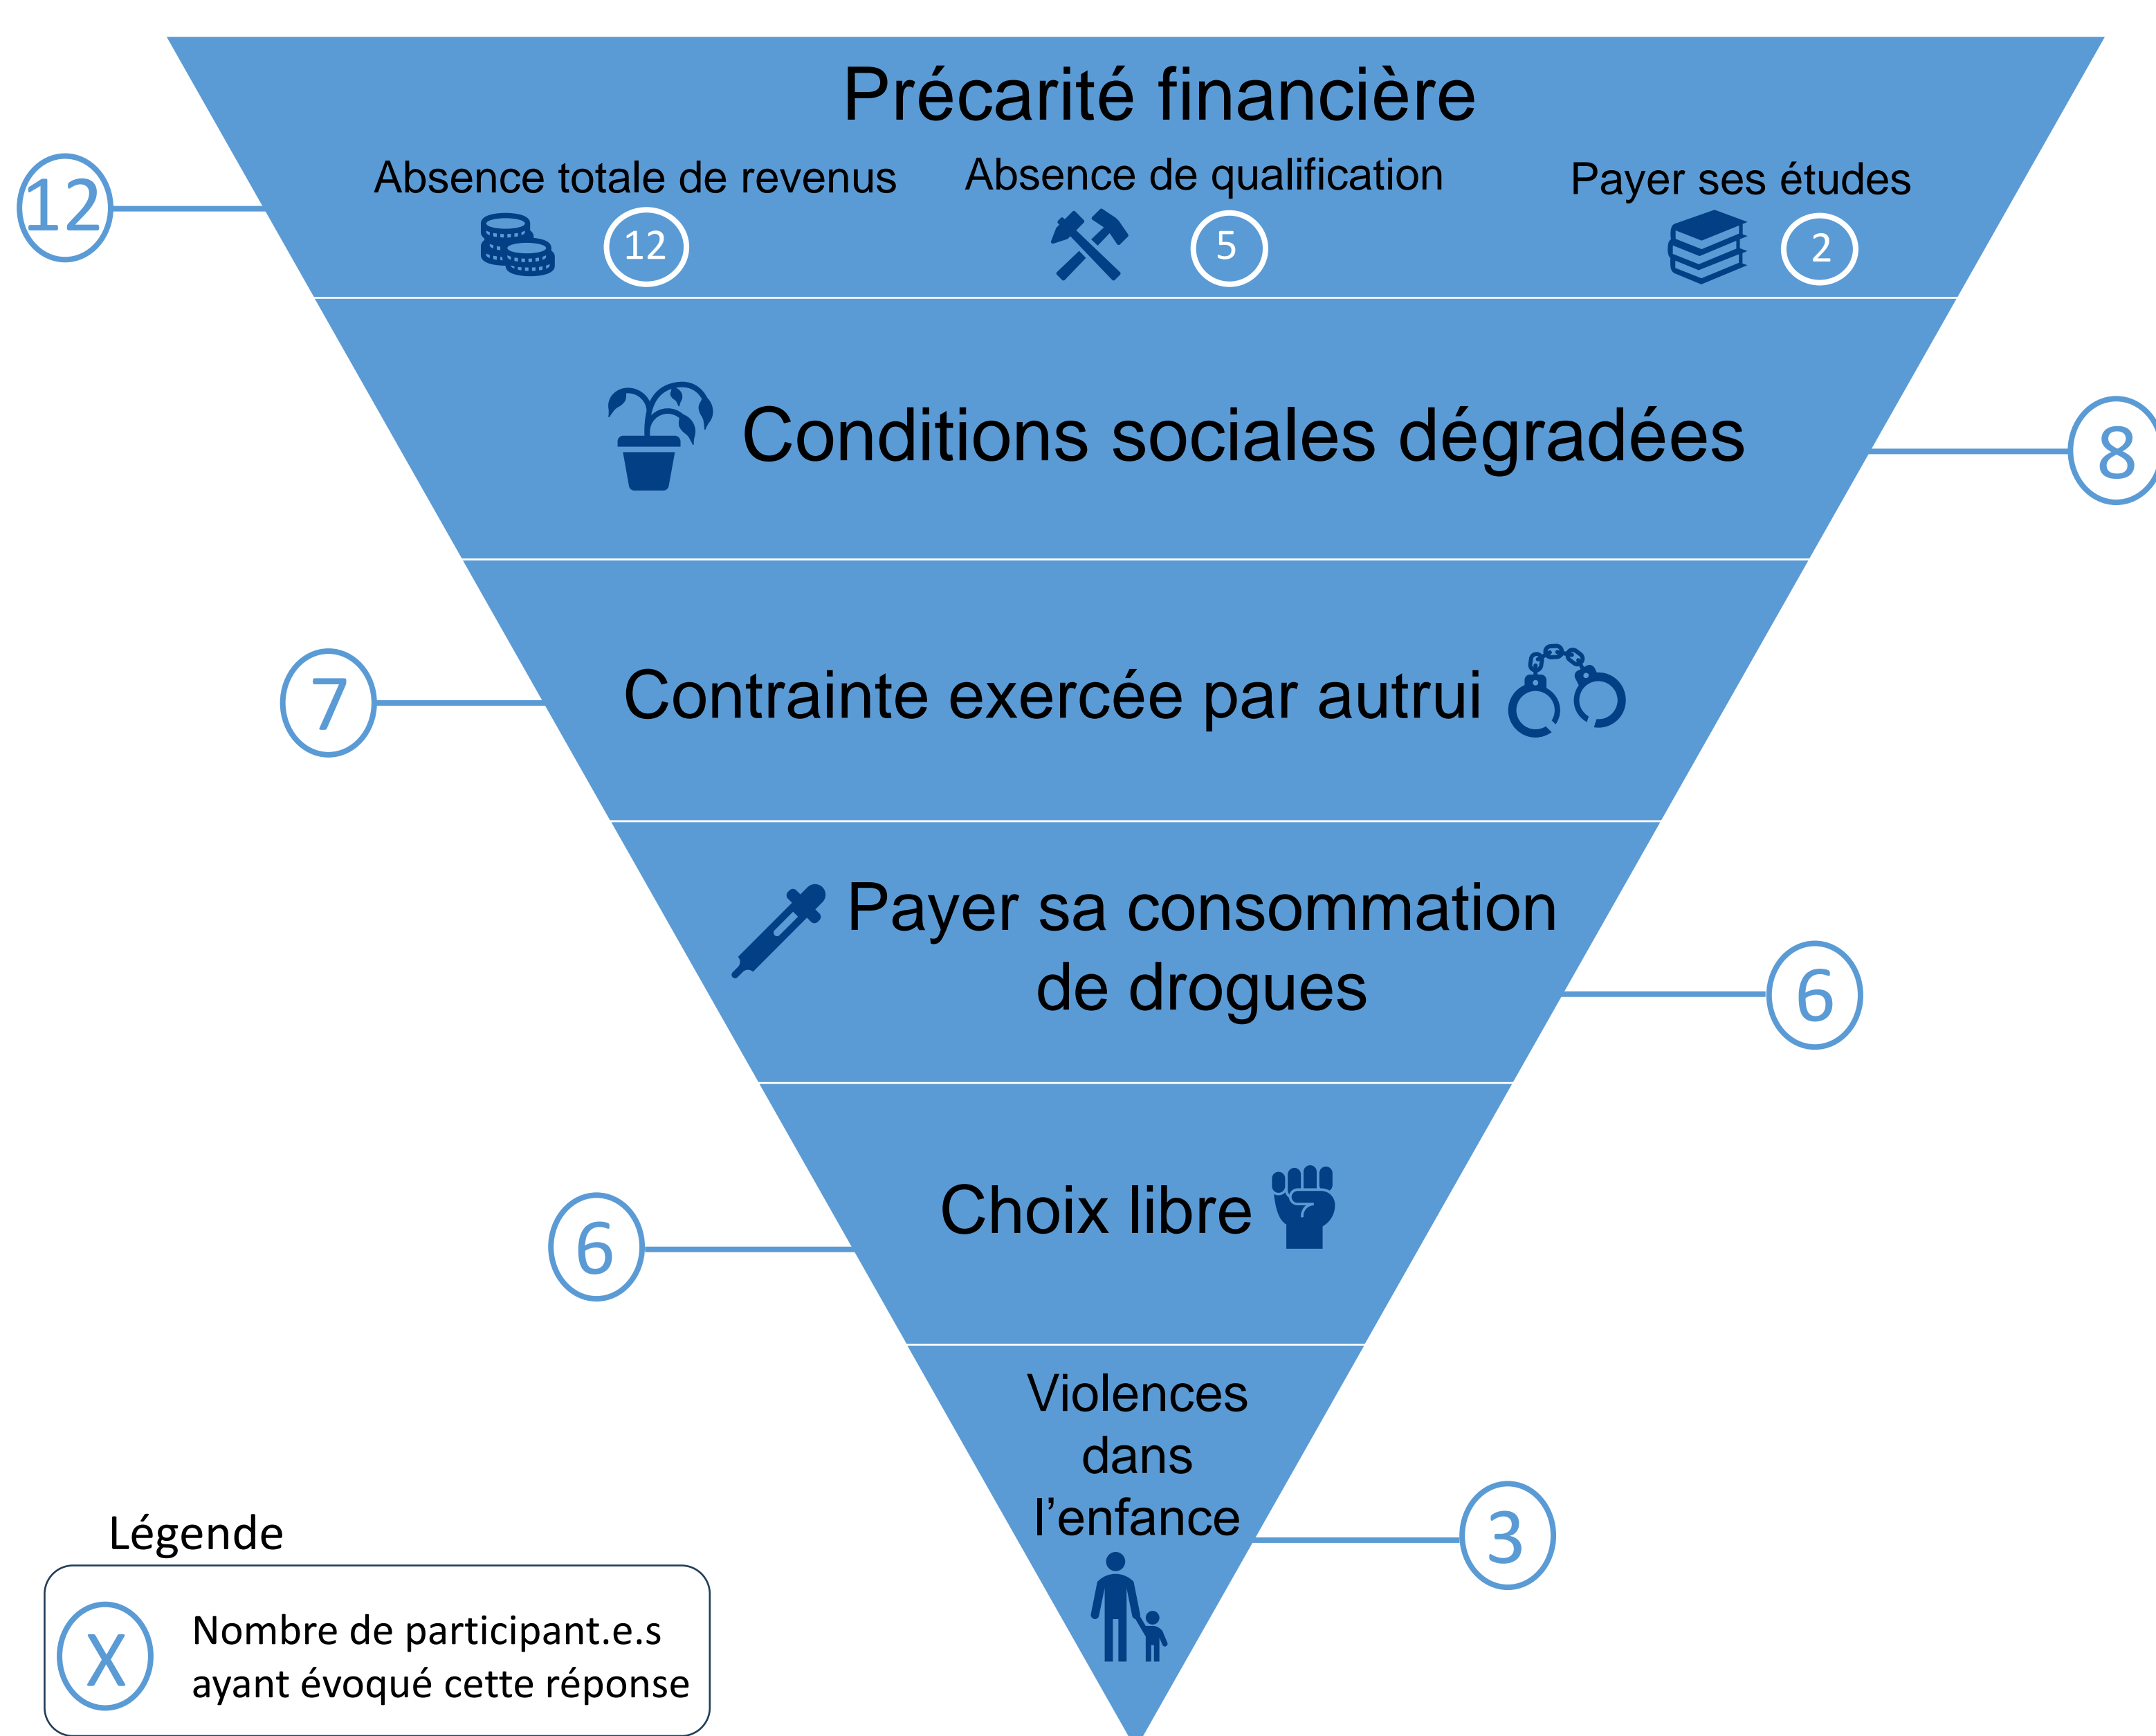 Précarité financière
Absence totale de revenus
Absence de qualification
Payer ses études
12
12
5
2
Conditions sociales dégradées
8
Contrainte exercée par autrui
7
Payer sa consommation
de drogues
6
Choix libre
6
Violences
dans
l’enfance
3
Légende
X
Nombre de participant.e.s
ayant évoqué cette réponse